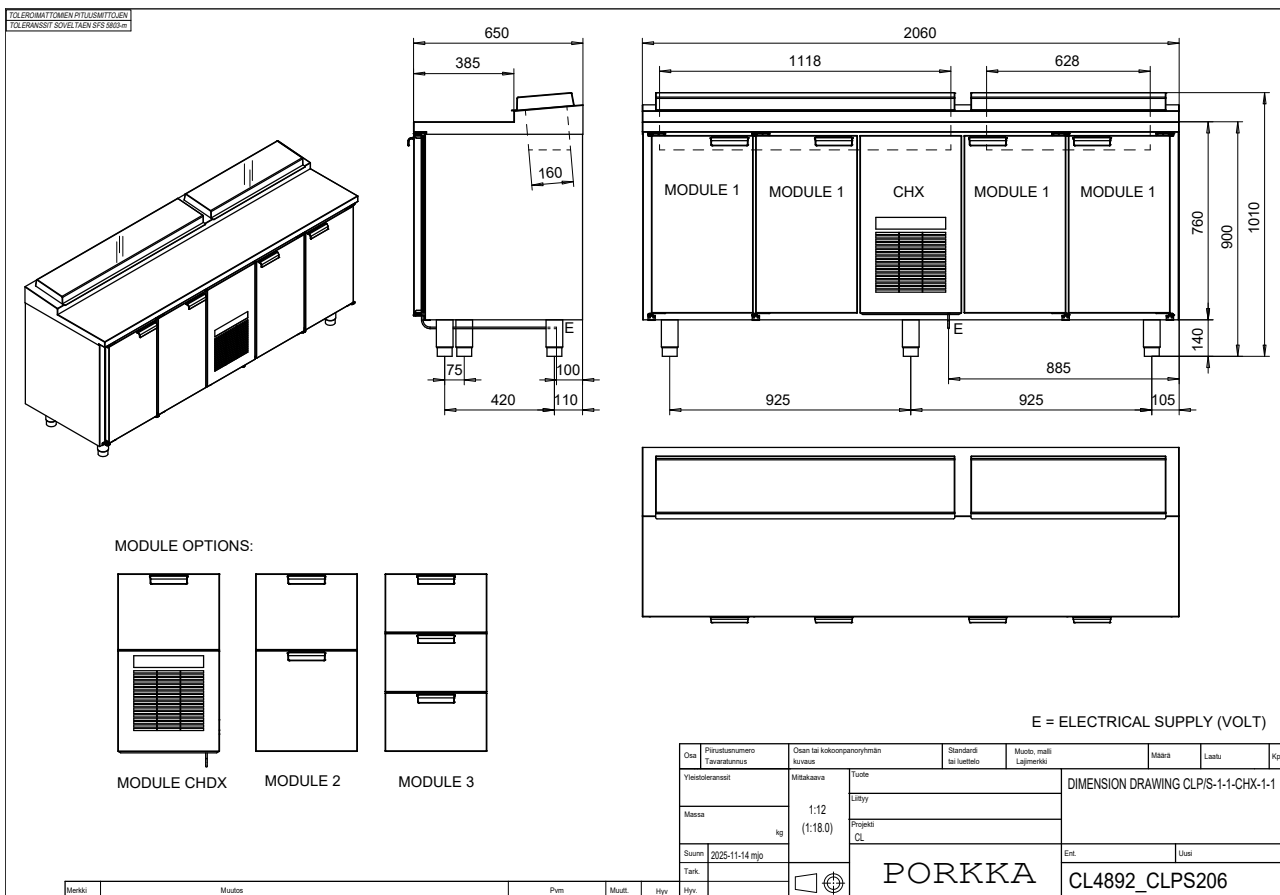 TOLEROIMATTOMIEN PITUUSMITTOJEN
TOLERANSSIT SOVELTAEN SFS 5803-m
650
385
160
E
75
100
420
110
2060
1118
628
MODULE 1
MODULE 1
CHX
MODULE 1
MODULE 1
760
900
1010
140
E
885
925
925
105
MODULE OPTIONS:
MODULE CHDX
MODULE 2
MODULE 3
E = ELECTRICAL SUPPLY (VOLT)
Osa
Piirustusnumero
Tavaratunnus
Osan tai kokoonpanoryhmän
kuvaus
Standardi
tai luettelo
Muoto, malli
Lajimerkki
Määrä
Laatu
Kp
Yleistoleranssit
Mittakaava
Tuote
DIMENSION DRAWING CLP/S-1-1-CHX-1-1
Liittyy
Massa
kg
1:12
(1:18.0)
Projekti
CL
Suunn
2025-11-14 mjo
PORKKA
Ent.
Uusi
Tark.
CL4892_CLPS206
Merkki
Muutos
Pvm
Muutt.
Hyv
Hyv.